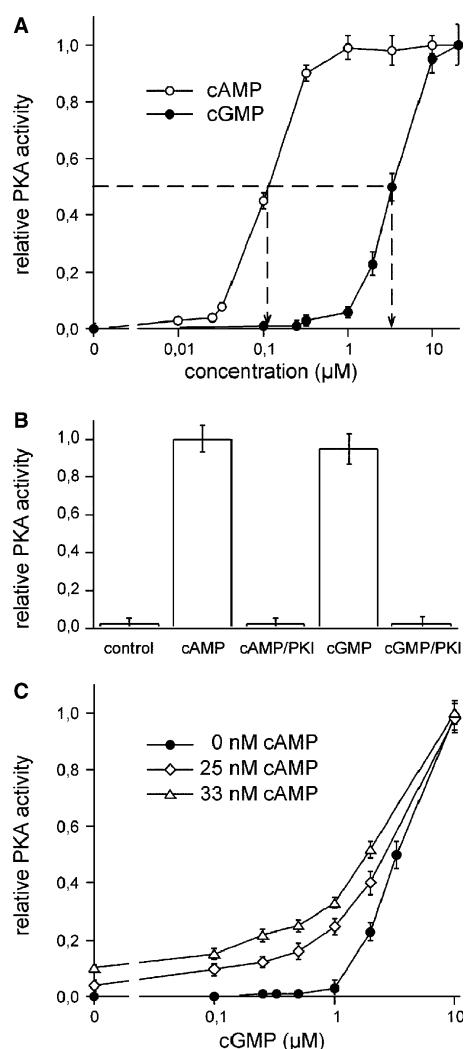 A
1,0
0,8
0,6
0,4
0,2
0,0
relative PKA activity
cAMP
cGMP
0 0,01 0,1 1 10
concentration (µM)
B
1,0
0,8
0,6
0,4
0,2
0,0
relative PKA activity
control cAMP cAMP/PKI cGMP cGMP/PKI
C
1,0
0,8
0,6
0,4
0,2
0,0
relative PKA activity
0 nM cAMP
25 nM cAMP
33 nM cAMP
0 0,1 1 10
cGMP (µM)